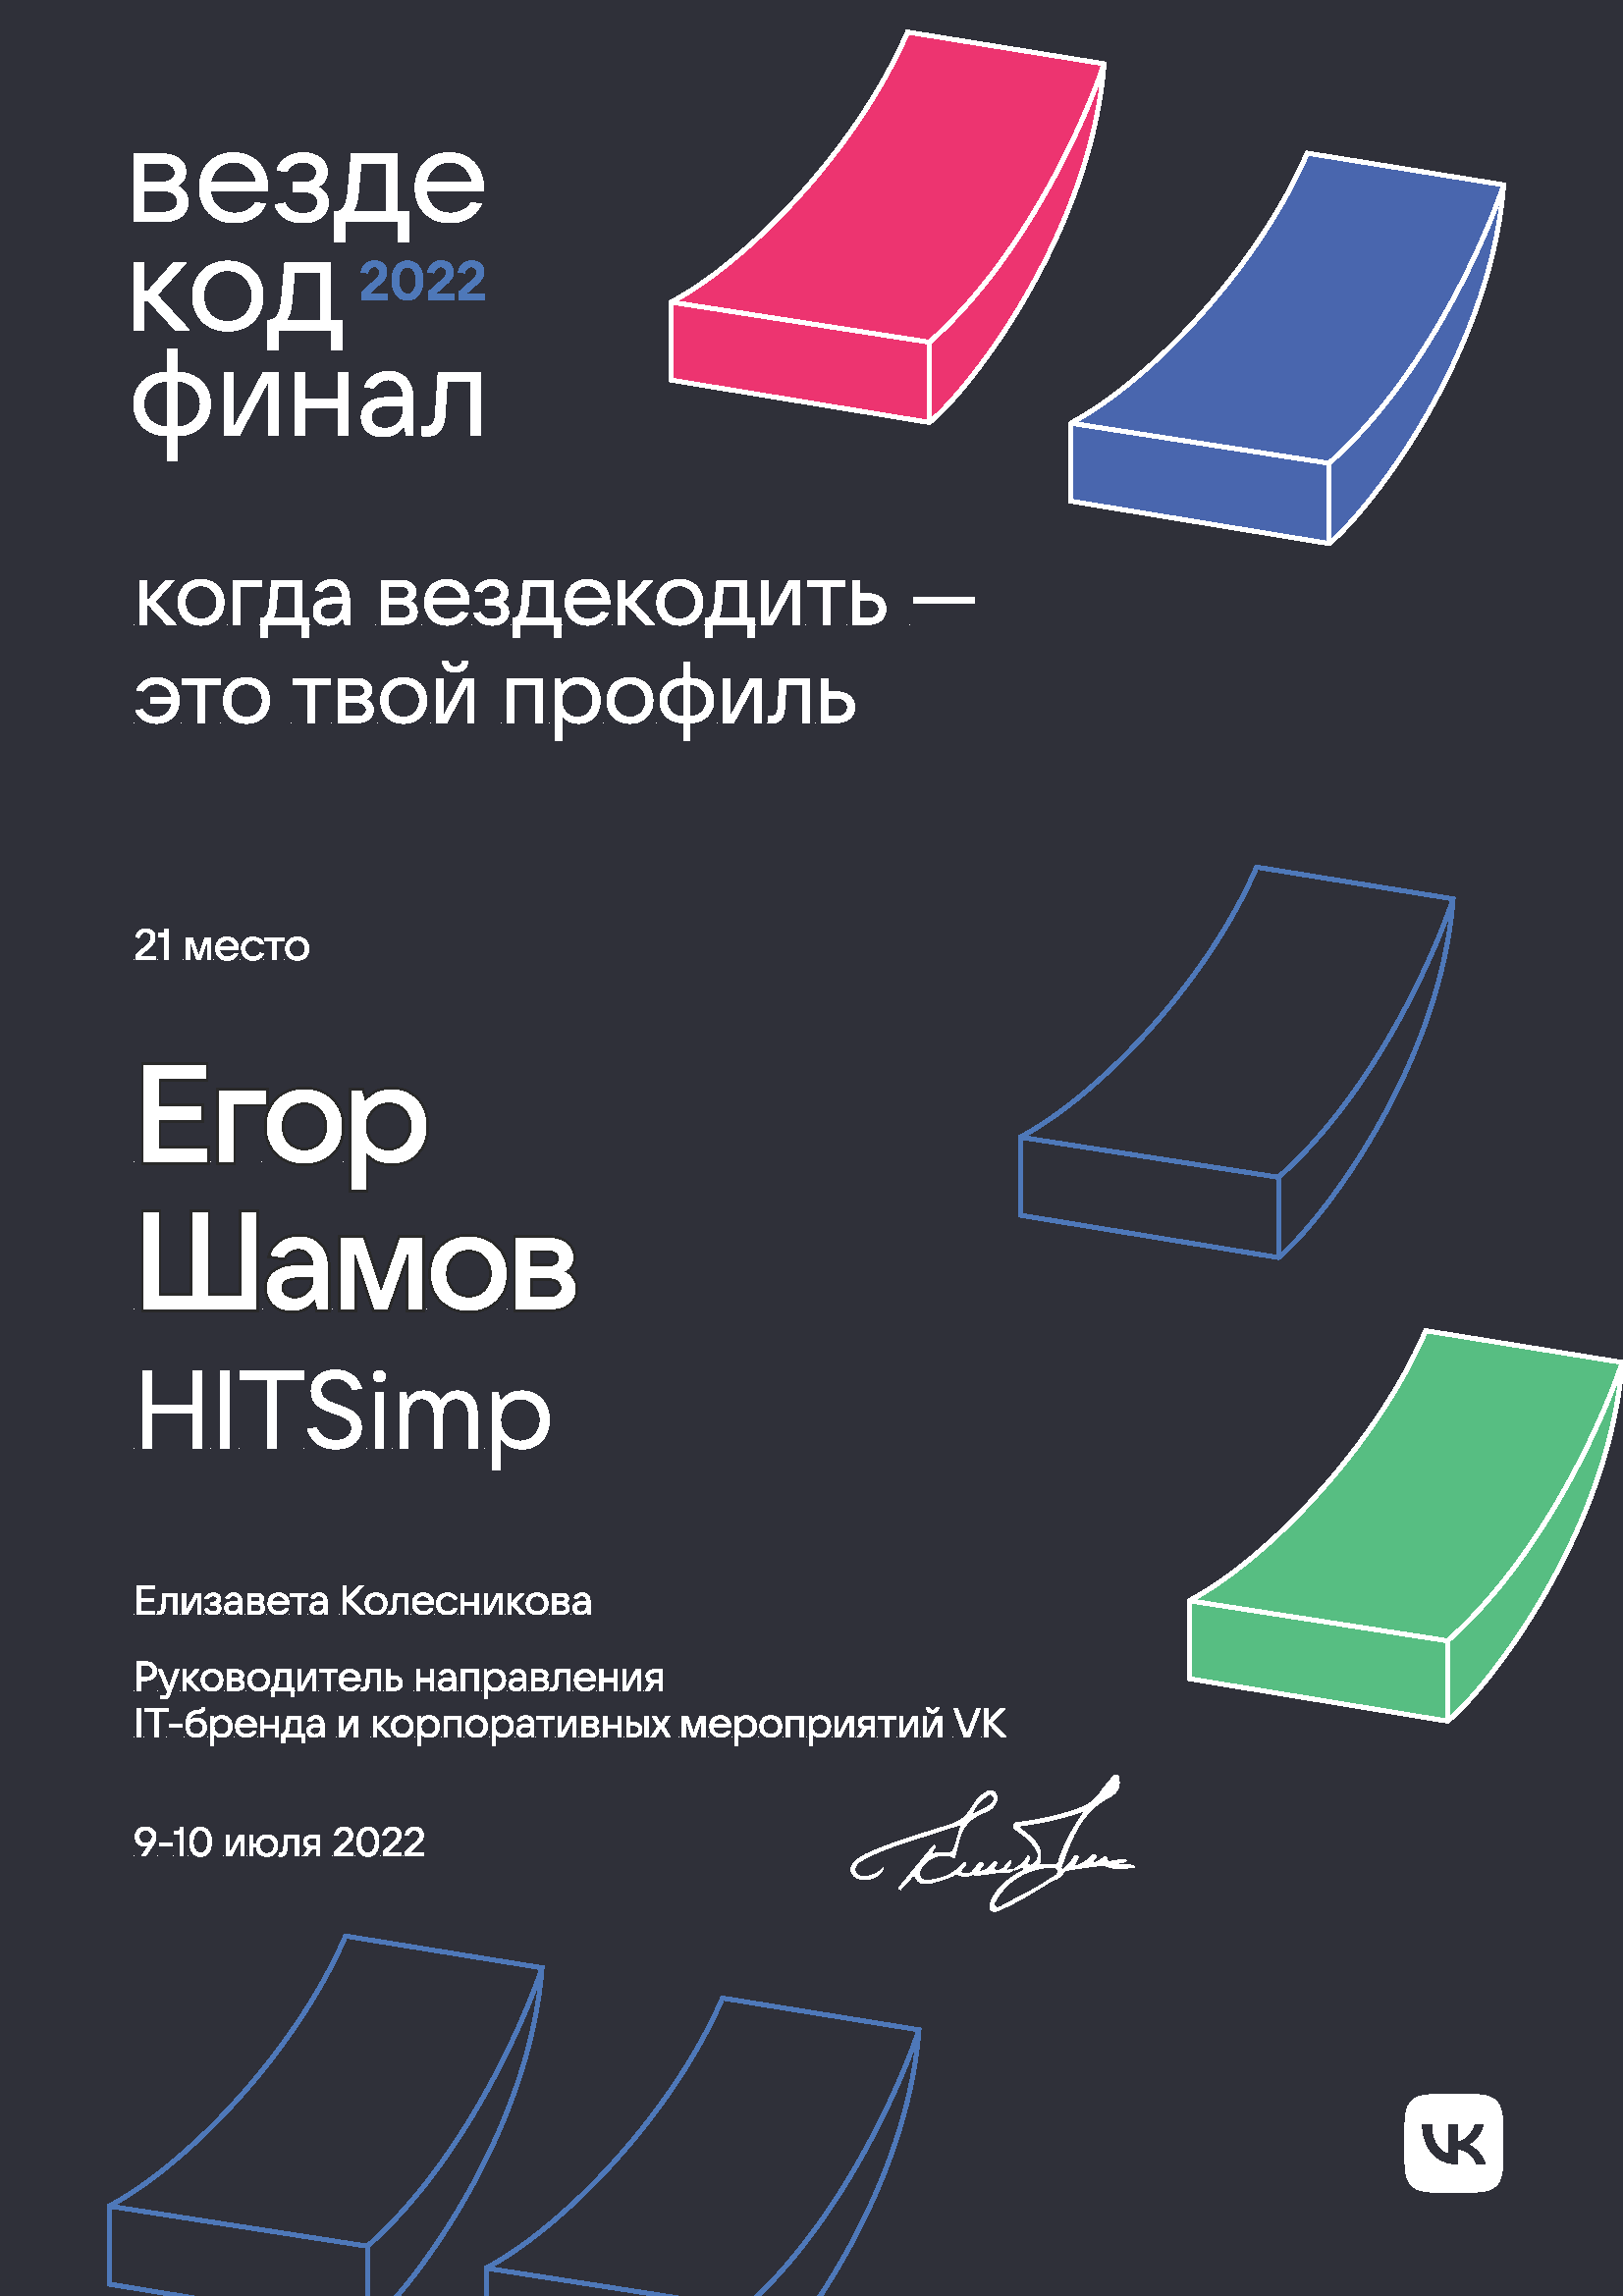 везде
код 2022
финал
когда вездекодить —
это твой профиль
21 место
Егор
Шамов
HITSimp
Елизавета Колесникова
Руководитель направления
IT-бренда и корпоративных мероприятий VK
9-10 июля 2022
VK